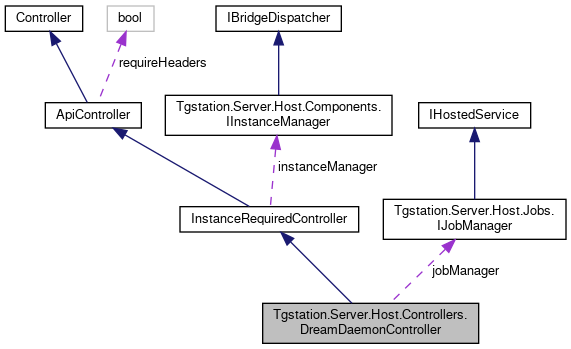 Controller
bool
IBridgeDispatcher
requireHeaders
ApiController
Tgstation.Server.Host.Components.
IInstanceManager
IHostedService
instanceManager
InstanceRequiredController
Tgstation.Server.Host.Jobs.
IJobManager
jobManager
Tgstation.Server.Host.Controllers.
DreamDaemonController